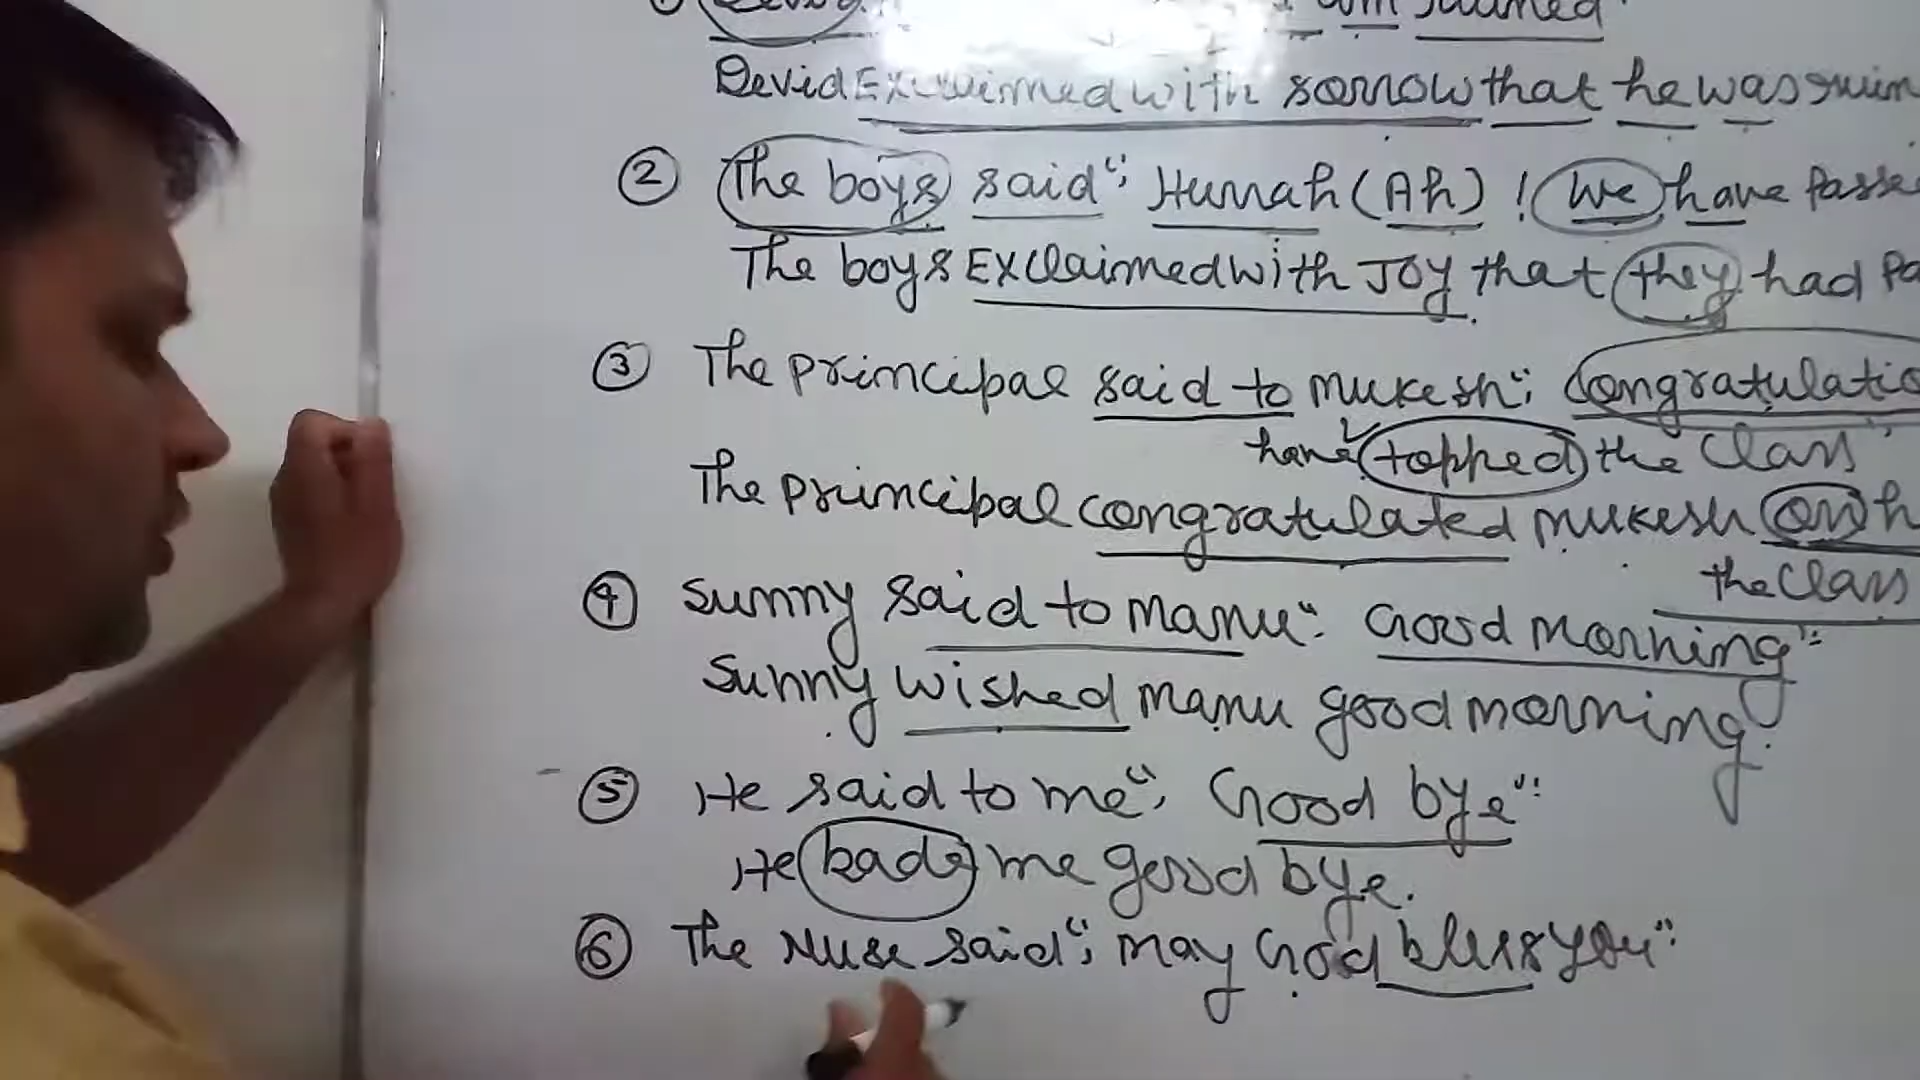 Devid Exclaimed with sorrow that he was ruin
② The boys said", Hurrah (Ah) ! We have Passe
The boys Exclaimed with Joy that they had Pa
③ The principal said to Mukesh": Congratulatio
have topped the Class"
The principal congratulated Mukesh on h
the Class
④ Sunny said to Manu": Good morning":
Sunny wished Manu good morning.
⑤ He said to me", Good bye":
He bade me good bye.
⑥ The Nuse said", may God bless you":